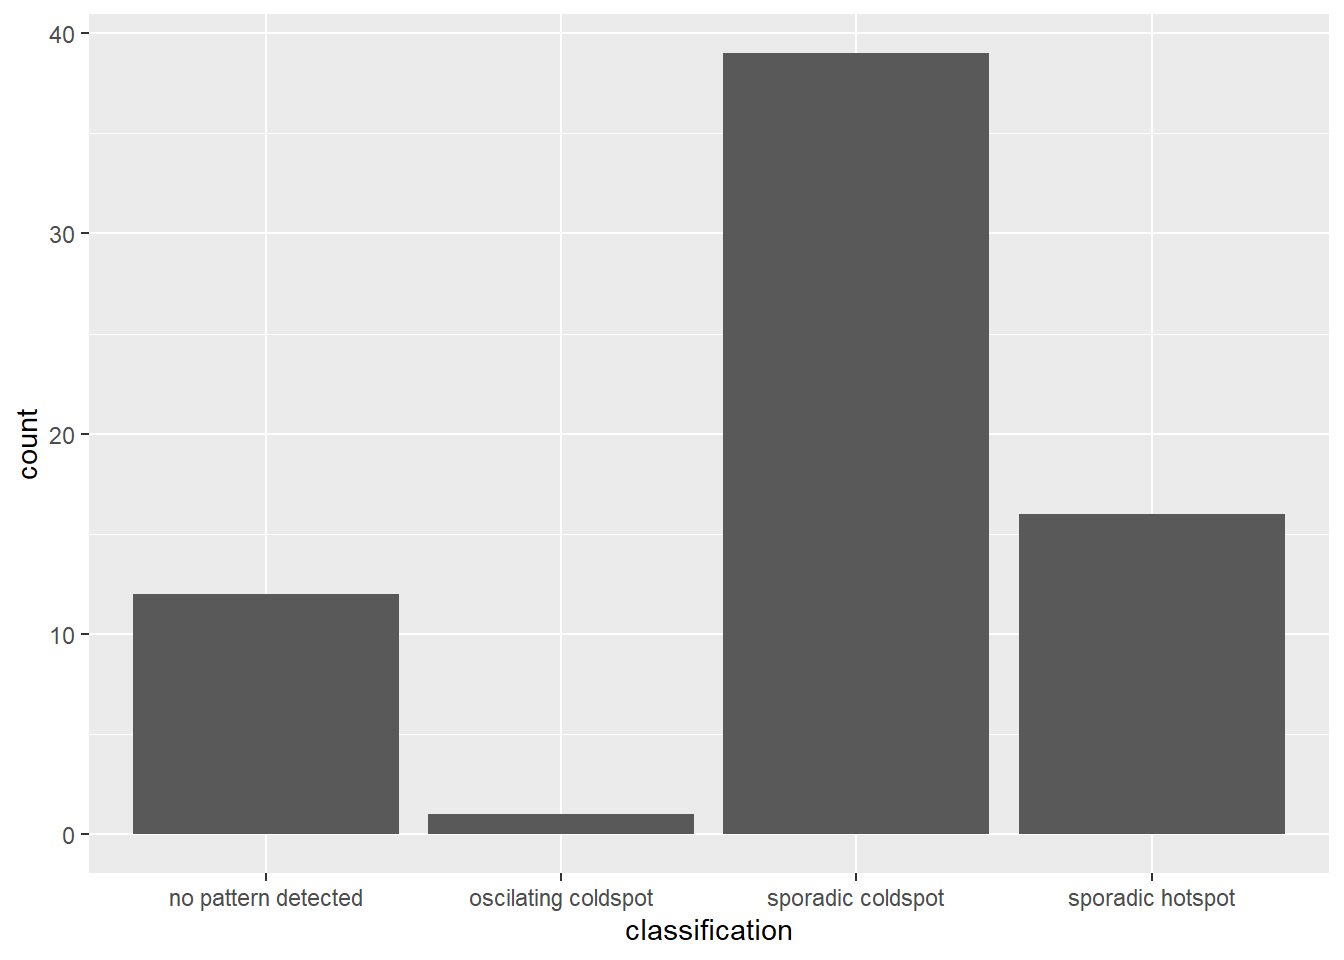 40
30
20
10
0
count
no pattern detected
oscilating coldspot
sporadic coldspot
sporadic hotspot
classification